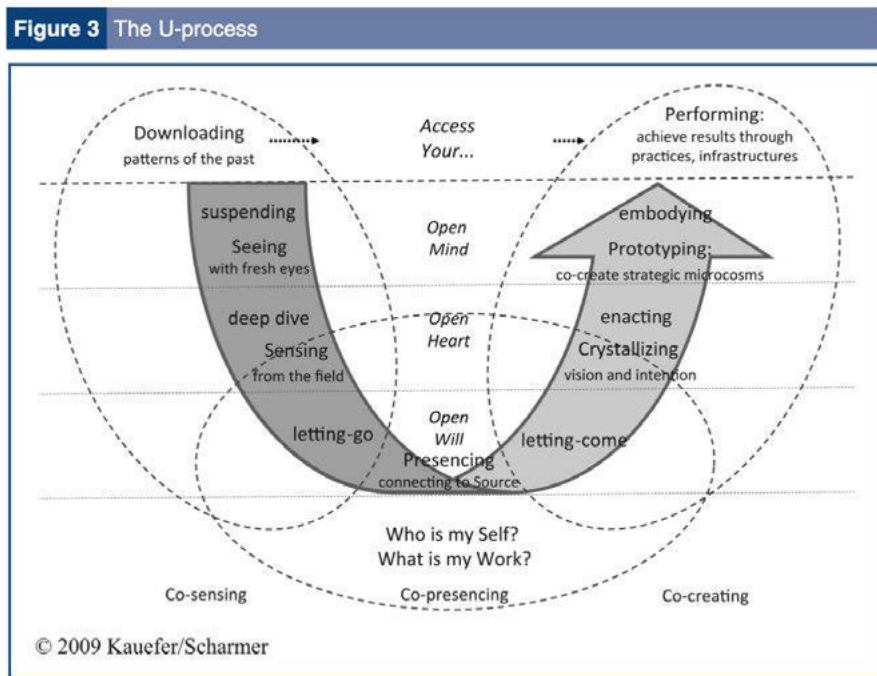 Figure 3 The U-process
Downloading
patterns of the past
Access
Your...
Performing:
achieve results through
practices, infrastructures
suspending
Seeing
with fresh eyes
Open
Mind
embodying
Prototyping:
co-create strategic microcosms
deep dive
Sensing
from the field
Open
Heart
enacting
Crystallizing
vision and intention
letting-go
Open
Will
letting-come
Presencing
connecting to Source
Who is my Self?
What is my Work?
Co-sensing
Co-presencing
Co-creating
© 2009 Kauefer/Scharmer